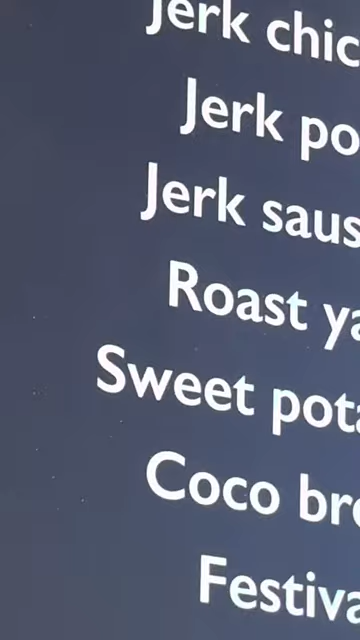 Jerk chic
Jerk po
Jerk saus
Roast ya
Sweet pota
Coco bre
Festiva